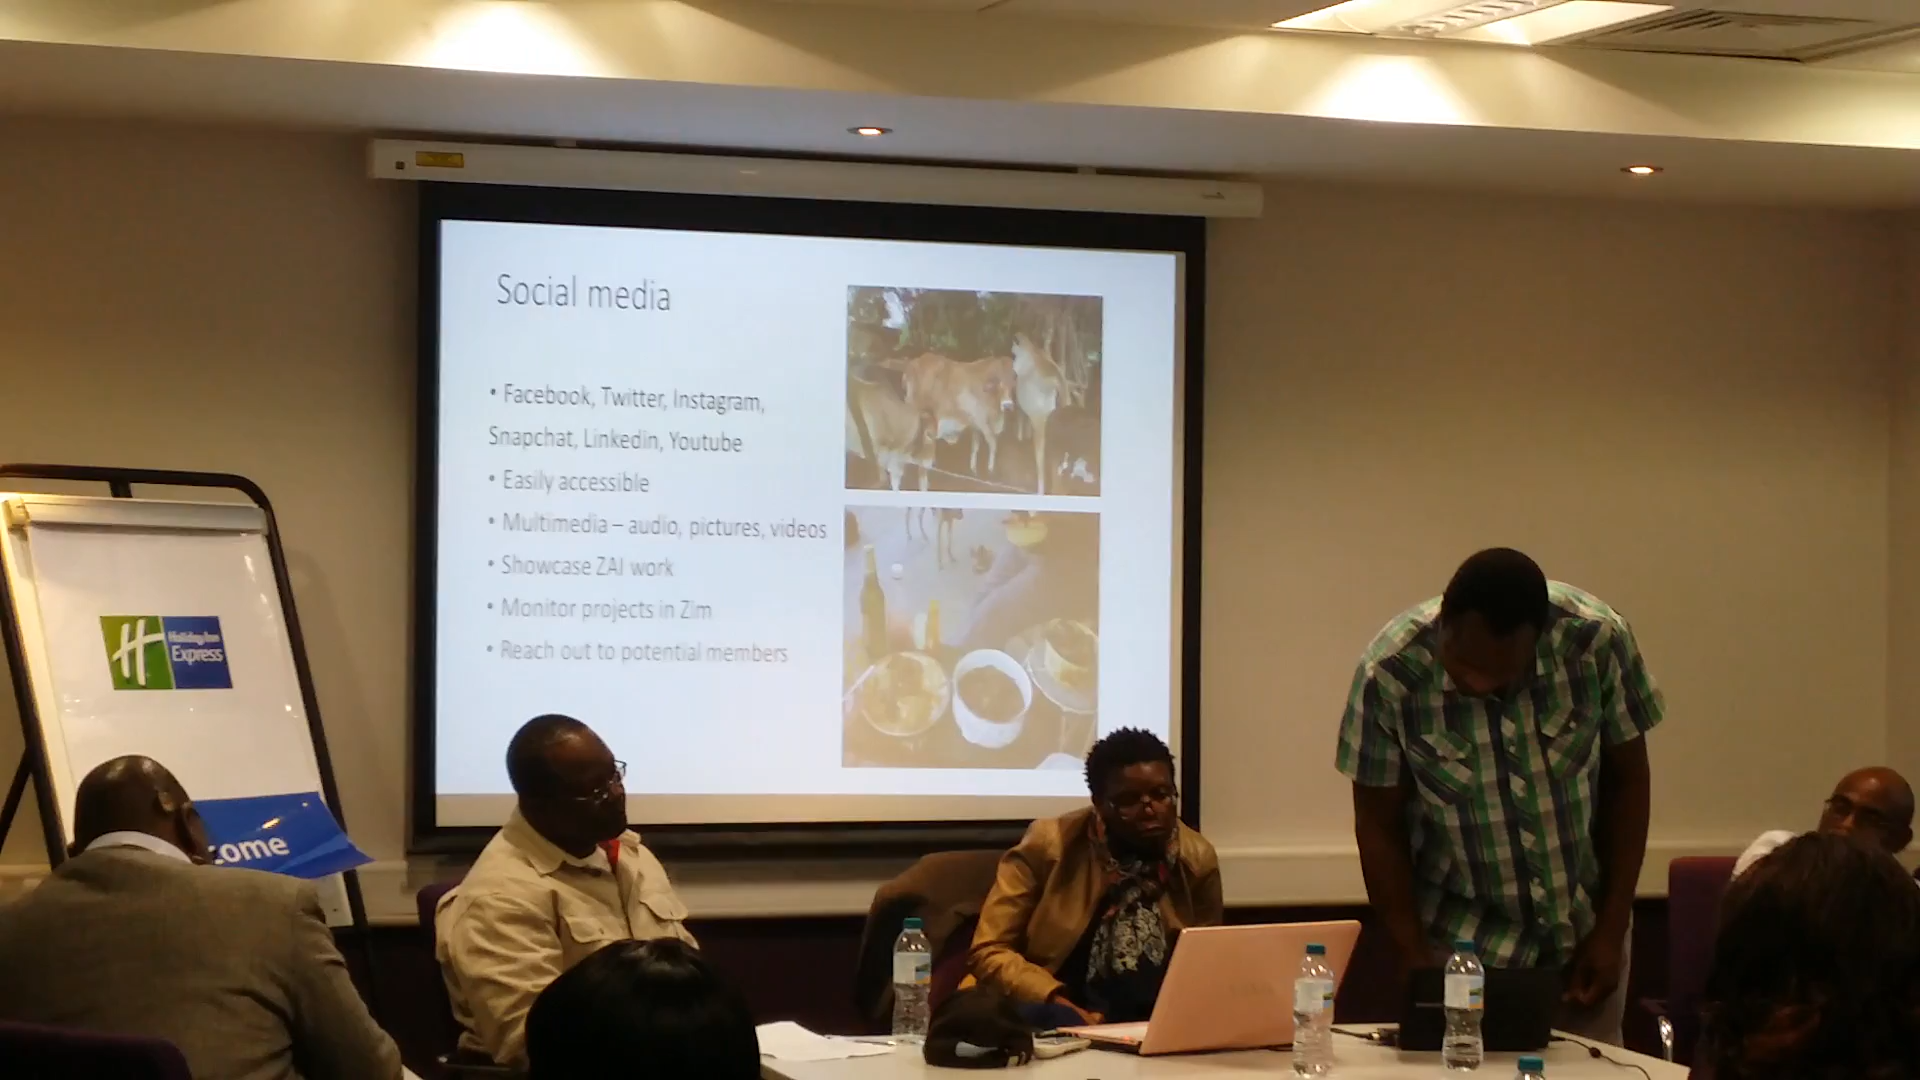 Social media
• Facebook, Twitter, Instagram,
Snapchat, Linkedin, Youtube
• Easily accessible
• Multimedia – audio, pictures, videos
• Showcase ZAI work
• Monitor projects in Zim
• Reach out to potential members
Holiday Inn
Express
come